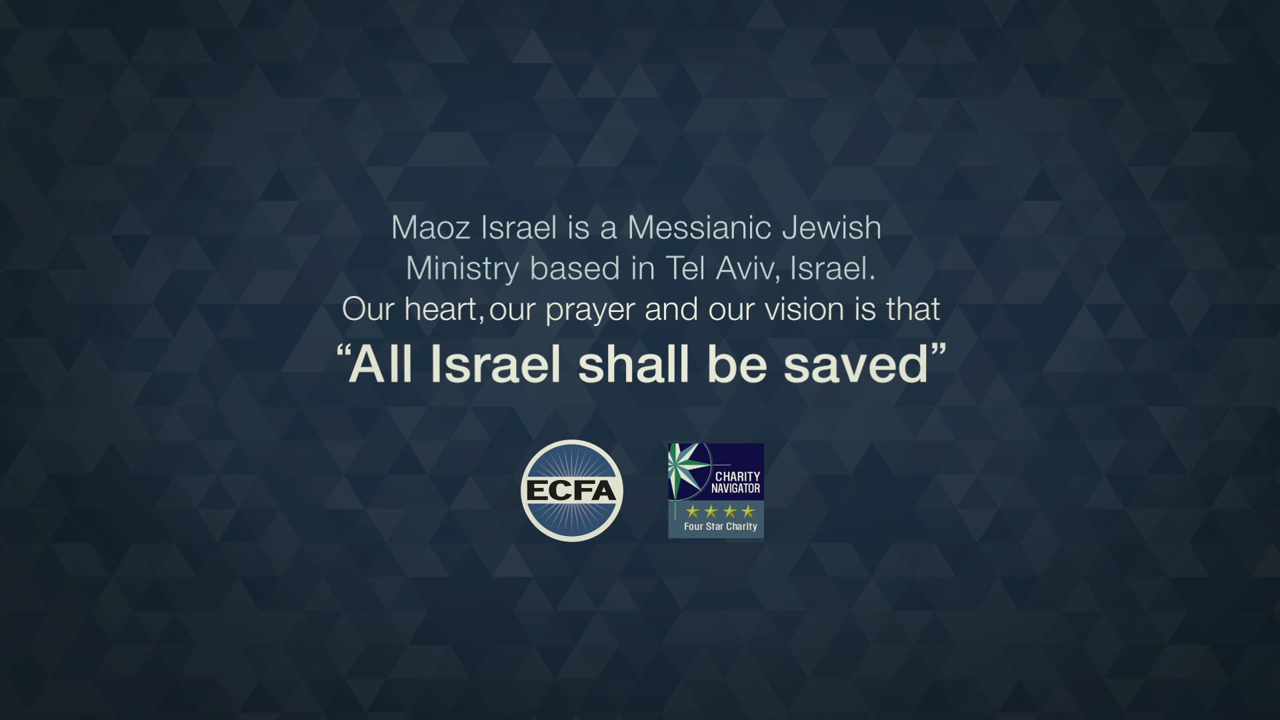 Maoz Israel is a Messianic Jewish
Ministry based in Tel Aviv, Israel.
Our heart, our prayer and our vision is that
“All Israel shall be saved”
ECFA
CHARITY
NAVIGATOR
Four Star Charity